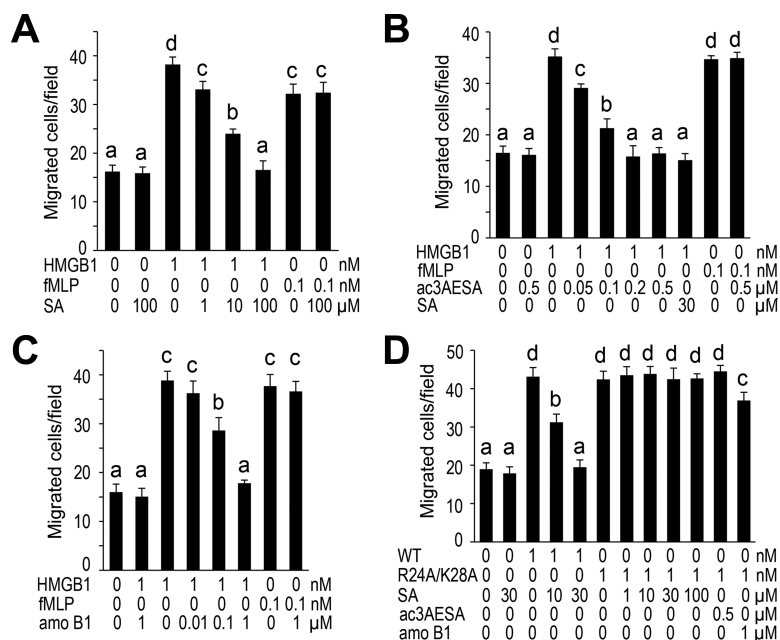 A
Migrated cells/field
40
30
20
10
0
a a d c b a c c
HMGB1 0 0 1 1 1 1 0 0 nM
fMLP 0 0 0 0 0 0 0.1 0.1 nM
SA 0 100 0 1 10 100 0 100 µM
B
Migrated cells/field
40
30
20
10
0
a a d c b a a a d d
HMGB1 0 0 1 1 1 1 1 1 0 0 nM
fMLP 0 0 0 0 0 0 0 0 0.1 0.1 nM
ac3AESA 0 0.5 0 0.05 0.1 0.2 0.5 0 0 0.5 µM
SA 0 0 0 0 0 0 0 30 0 0 µM
C
Migrated cells/field
40
30
20
10
0
a a c c b a c c
HMGB1 0 1 1 1 1 1 0 0 nM
fMLP 0 0 0 0 0 0 0.1 0.1 nM
amo B1 0 1 0 0.01 0.1 1 0 1 µM
D
Migrated cells/field
50
40
30
20
10
0
a a d b a d d d d d d c
WT 0 0 1 1 1 0 0 0 0 0 0 0 nM
R24A/K28A 0 0 0 0 0 1 1 1 1 1 1 1 nM
SA 0 30 0 10 30 0 1 10 30 100 0 0 µM
ac3AESA 0 0 0 0 0 0 0 0 0 0 0.5 0 µM
amo B1 0 0 0 0 0 0 0 0 0 0 0 1 µM